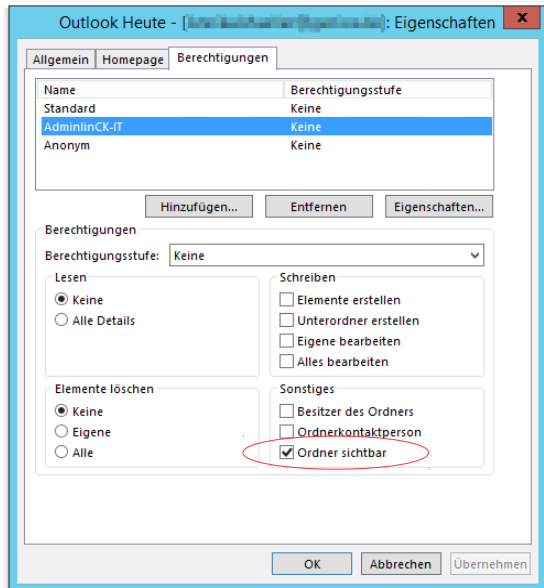 Outlook Heute - [ ]: Eigenschaften x
Allgemein Homepage Berechtigungen
Name Berechtigungsstufe
Standard Keine
AdminlinCK-IT Keine
Anonym Keine
Hinzufügen... Entfernen Eigenschaften...
Berechtigungen
Berechtigungsstufe: Keine
Lesen
Keine
Alle Details
Schreiben
Elemente erstellen
Unterordner erstellen
Eigene bearbeiten
Alles bearbeiten
Elemente löschen
Keine
Eigene
Alle
Sonstiges
Besitzer des Ordners
Ordnerkontaktperson
Ordner sichtbar
OK Abbrechen Übernehmen